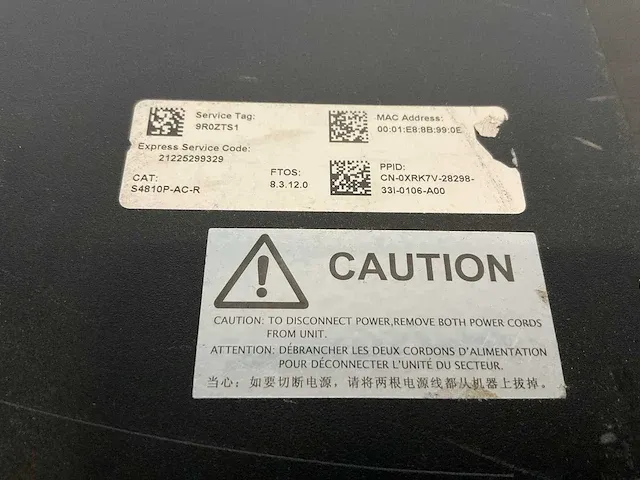 Service Tag:
9R0ZTS1
MAC Address:
00:01:E8:8B:99:0E
Express Service Code:
21225299329
CAT:
S4810P-AC-R
FTOS:
8.3.12.0
PPID:
CN-0XRK7V-28298-
33I-0106-A00
CAUTION
CAUTION: TO DISCONNECT POWER,REMOVE BOTH POWER CORDS
FROM UNIT.
ATTENTION: DÉBRANCHER LES DEUX CORDONS D'ALIMENTATION
POUR DÉCONNECTER L'UNITÉ DU SECTEUR.
当心: 如要切断电源，请将两根电源线都从机器上拔掉。